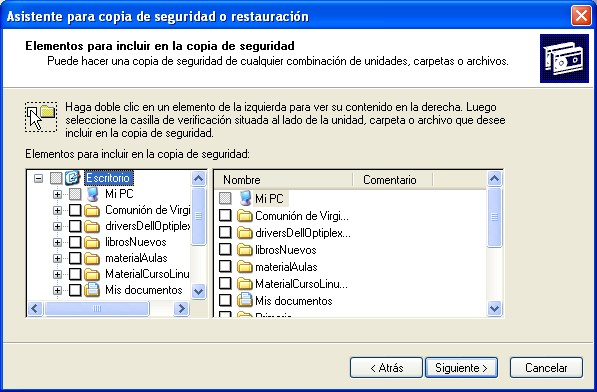 Asistente para copia de seguridad o restauración
Elementos para incluir en la copia de seguridad
Puede hacer una copia de seguridad de cualquier combinación de unidades, carpetas o archivos.
Haga doble clic en un elemento de la izquierda para ver su contenido en la derecha. Luego
seleccione la casilla de verificación situada al lado de la unidad, carpeta o archivo que desee
incluir en la copia de seguridad.
Elementos para incluir en la copia de seguridad:
Escritorio
Mi PC
Comunión de Virgi
driversDellOptiplex
librosNuevos
materialAulas
MaterialCursoLinu
Mis documentos
Nombre Comentario
Mi PC
Comunión de Virgi...
driversDellOptiplex...
librosNuevos
materialAulas
MaterialCursoLinu...
Mis documentos
< Atrás Siguiente > Cancelar